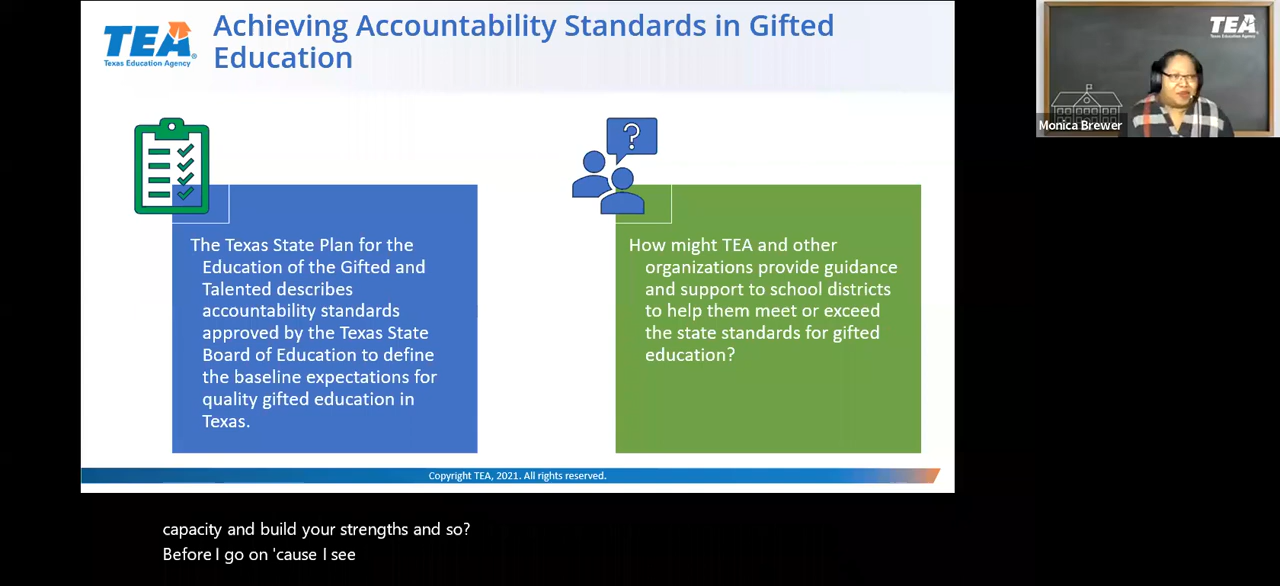 Achieving Accountability Standards in Gifted
Education
TEA
Texas Education Agency
The Texas State Plan for the
Education of the Gifted and
Talented describes
accountability standards
approved by the Texas State
Board of Education to define
the baseline expectations for
quality gifted education in
Texas.
?
How might TEA and other
organizations provide guidance
and support to school districts
to help them meet or exceed
the state standards for gifted
education?
Copyright TEA, 2021. All rights reserved.
TEA
Texas Education Agency
Monica Brewer
capacity and build your strengths and so?
Before I go on 'cause I see